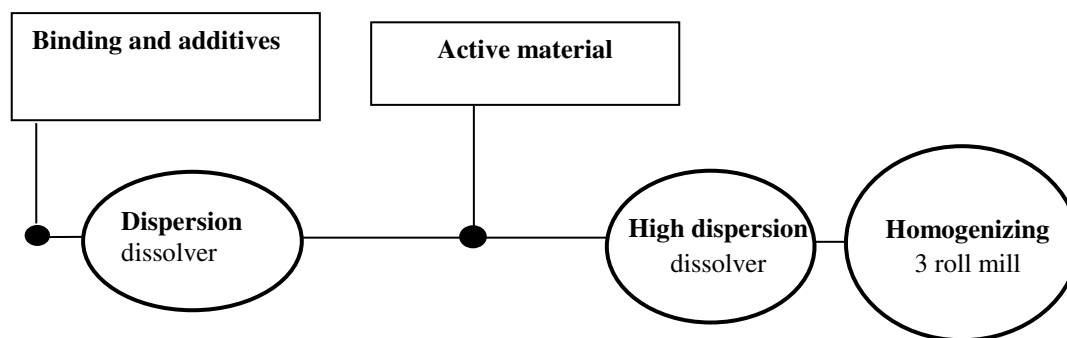 Binding and additives
Active material
Dispersion
dissolver
High dispersion
dissolver
Homogenizing
3 roll mill